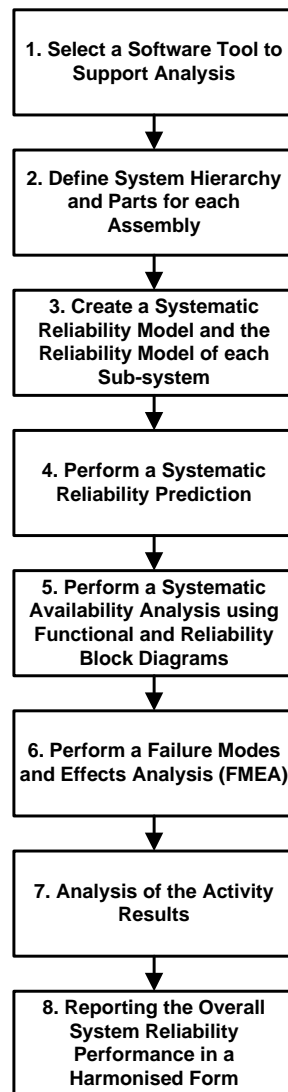 1. Select a Software Tool to
Support Analysis
2. Define System Hierarchy
and Parts for each
Assembly
3. Create a Systematic
Reliability Model and the
Reliability Model of each
Sub-system
4. Perform a Systematic
Reliability Prediction
5. Perform a Systematic
Availability Analysis using
Functional and Reliability
Block Diagrams
6. Perform a Failure Modes
and Effects Analysis (FMEA)
7. Analysis of the Activity
Results
8. Reporting the Overall
System Reliability
Performance in a
Harmonised Form